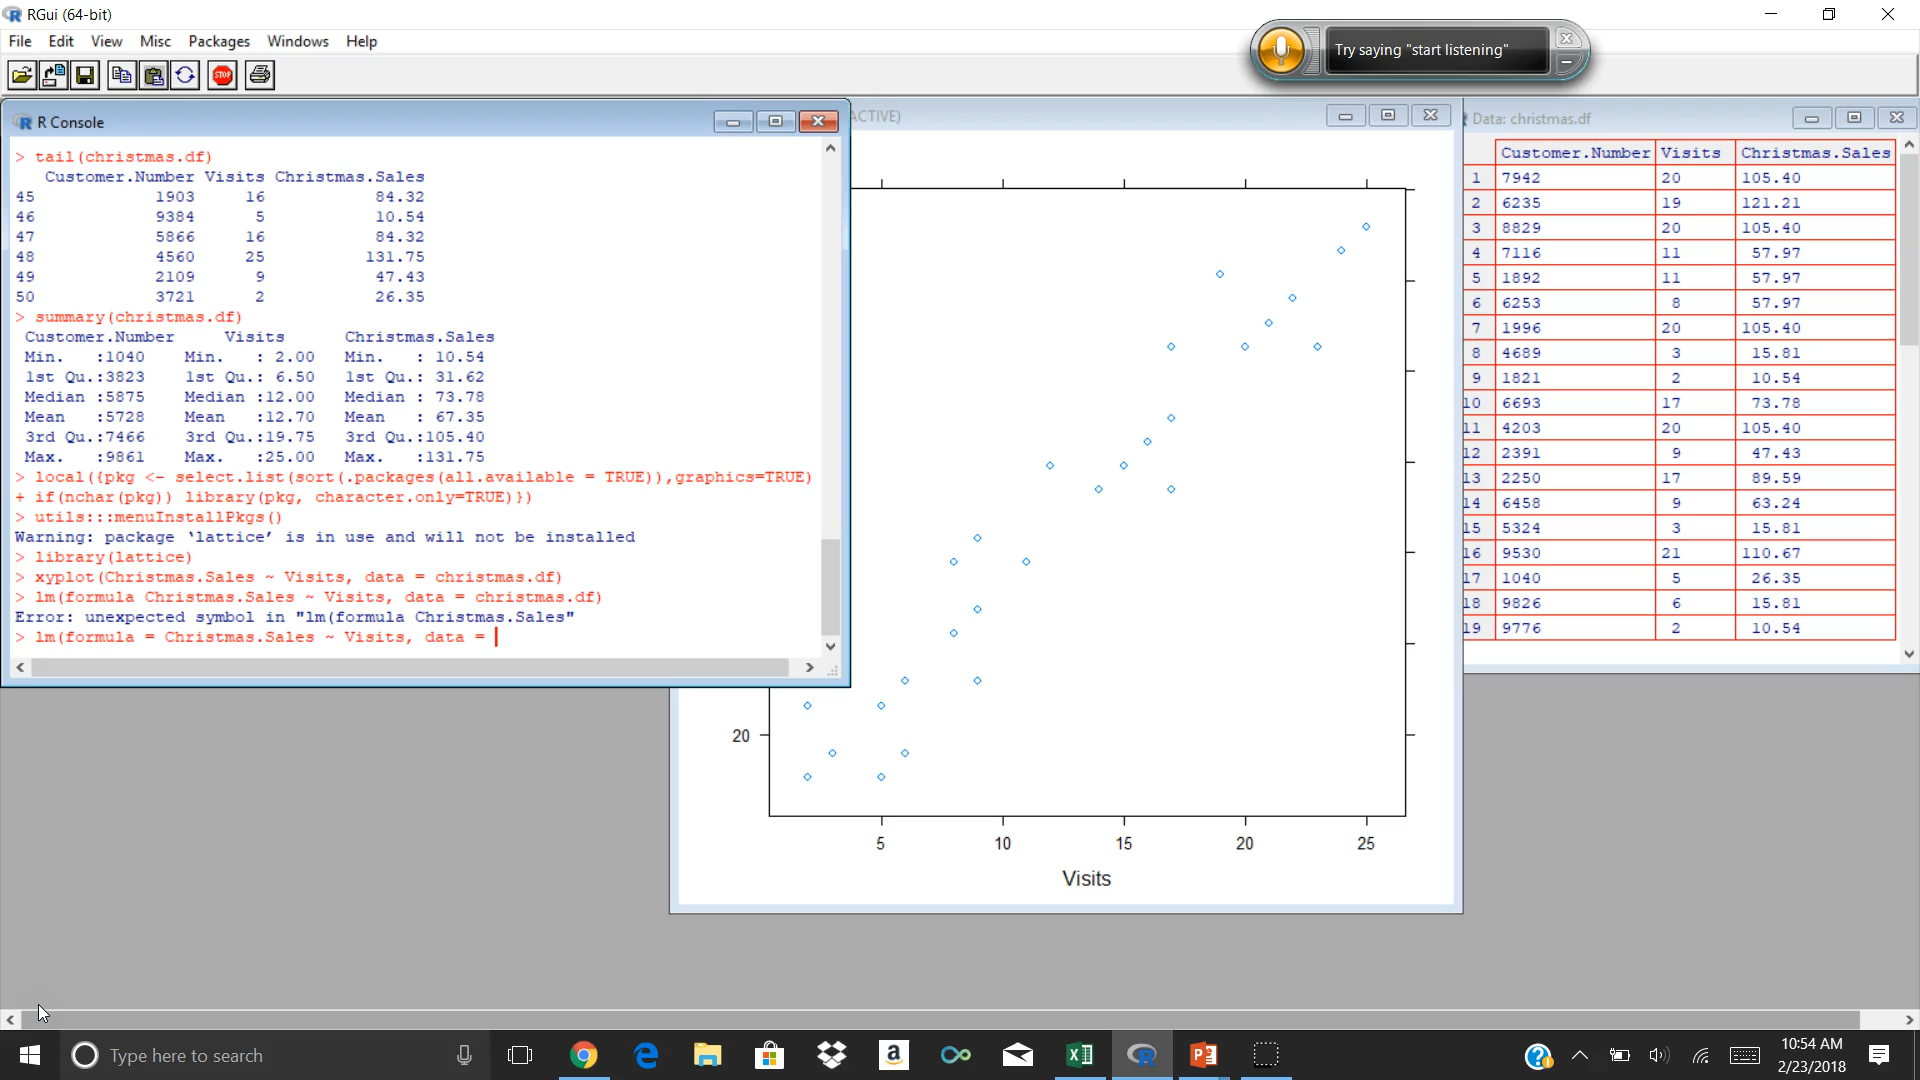 RGui (64-bit)
File Edit View Misc Packages Windows Help
STOP
Try saying "start listening"
R Console
> tail(christmas.df)
Customer.Number Visits Christmas.Sales
45 1903 16 84.32
46 9384 5 10.54
47 5866 16 84.32
48 4560 25 131.75
49 2109 9 47.43
50 3721 2 26.35
> summary(christmas.df)
Customer.Number Visits Christmas.Sales
Min. :1040 Min. : 2.00 Min. : 10.54
1st Qu.:3823 1st Qu.: 6.50 1st Qu.: 31.62
Median :5875 Median :12.00 Median : 73.78
Mean :5728 Mean :12.70 Mean : 67.35
3rd Qu.:7466 3rd Qu.:19.75 3rd Qu.:105.40
Max. :9861 Max. :25.00 Max. :131.75
> local({pkg <- select.list(sort(.packages(all.available = TRUE)),graphics=TRUE)
+ if(nchar(pkg)) library(pkg, character.only=TRUE)})
> utils:::menuInstallPkgs()
Warning: package ‘lattice’ is in use and will not be installed
> library(lattice)
> xyplot(Christmas.Sales ~ Visits, data = christmas.df)
> lm(formula Christmas.Sales ~ Visits, data = christmas.df)
Error: unexpected symbol in "lm(formula Christmas.Sales"
> lm(formula = Christmas.Sales ~ Visits, data =
ACTIVE)
20
5 10 15 20 25
Visits
Data: christmas.df
Customer.Number Visits Christmas.Sales
1 7942 20 105.40
2 6235 19 121.21
3 8829 20 105.40
4 7116 11 57.97
5 1892 11 57.97
6 6253 8 57.97
7 1996 20 105.40
8 4689 3 15.81
9 1821 2 10.54
10 6693 17 73.78
11 4203 20 105.40
12 2391 9 47.43
13 2250 17 89.59
14 6458 9 63.24
15 5324 3 15.81
16 9530 21 110.67
17 1040 5 26.35
18 9826 6 15.81
19 9776 2 10.54
Type here to search
10:54 AM
2/23/2018